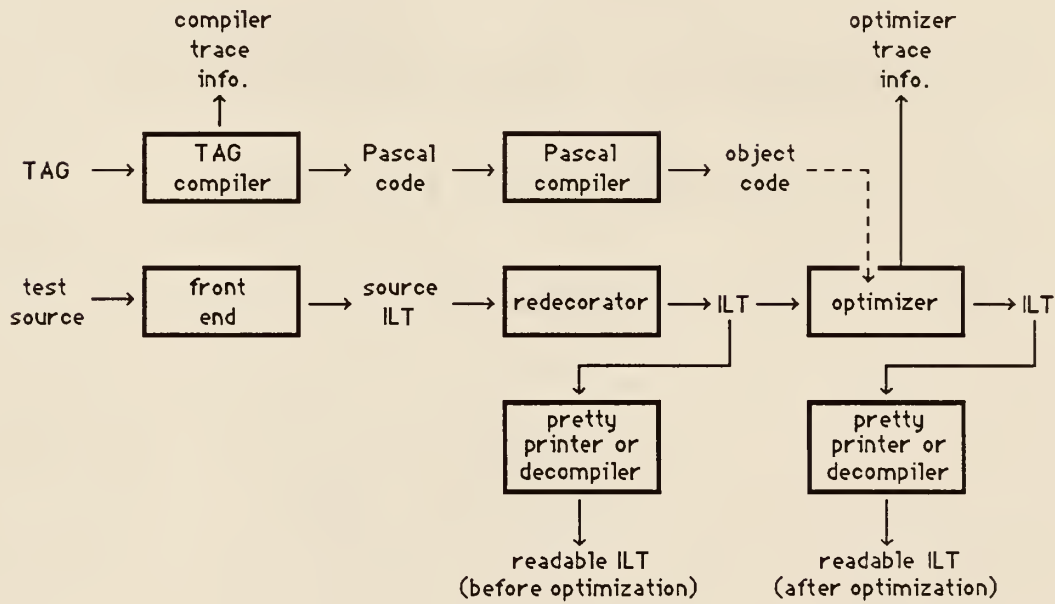 compiler
trace
info.
optimizer
trace
info.
TAG
TAG
compiler
Pascal
code
Pascal
compiler
object
code
test
source
front
end
source
ILT
redecorator
ILT
optimizer
ILT
pretty
printer or
decompiler
pretty
printer or
decompiler
readable ILT
(before optimization)
readable ILT
(after optimization)